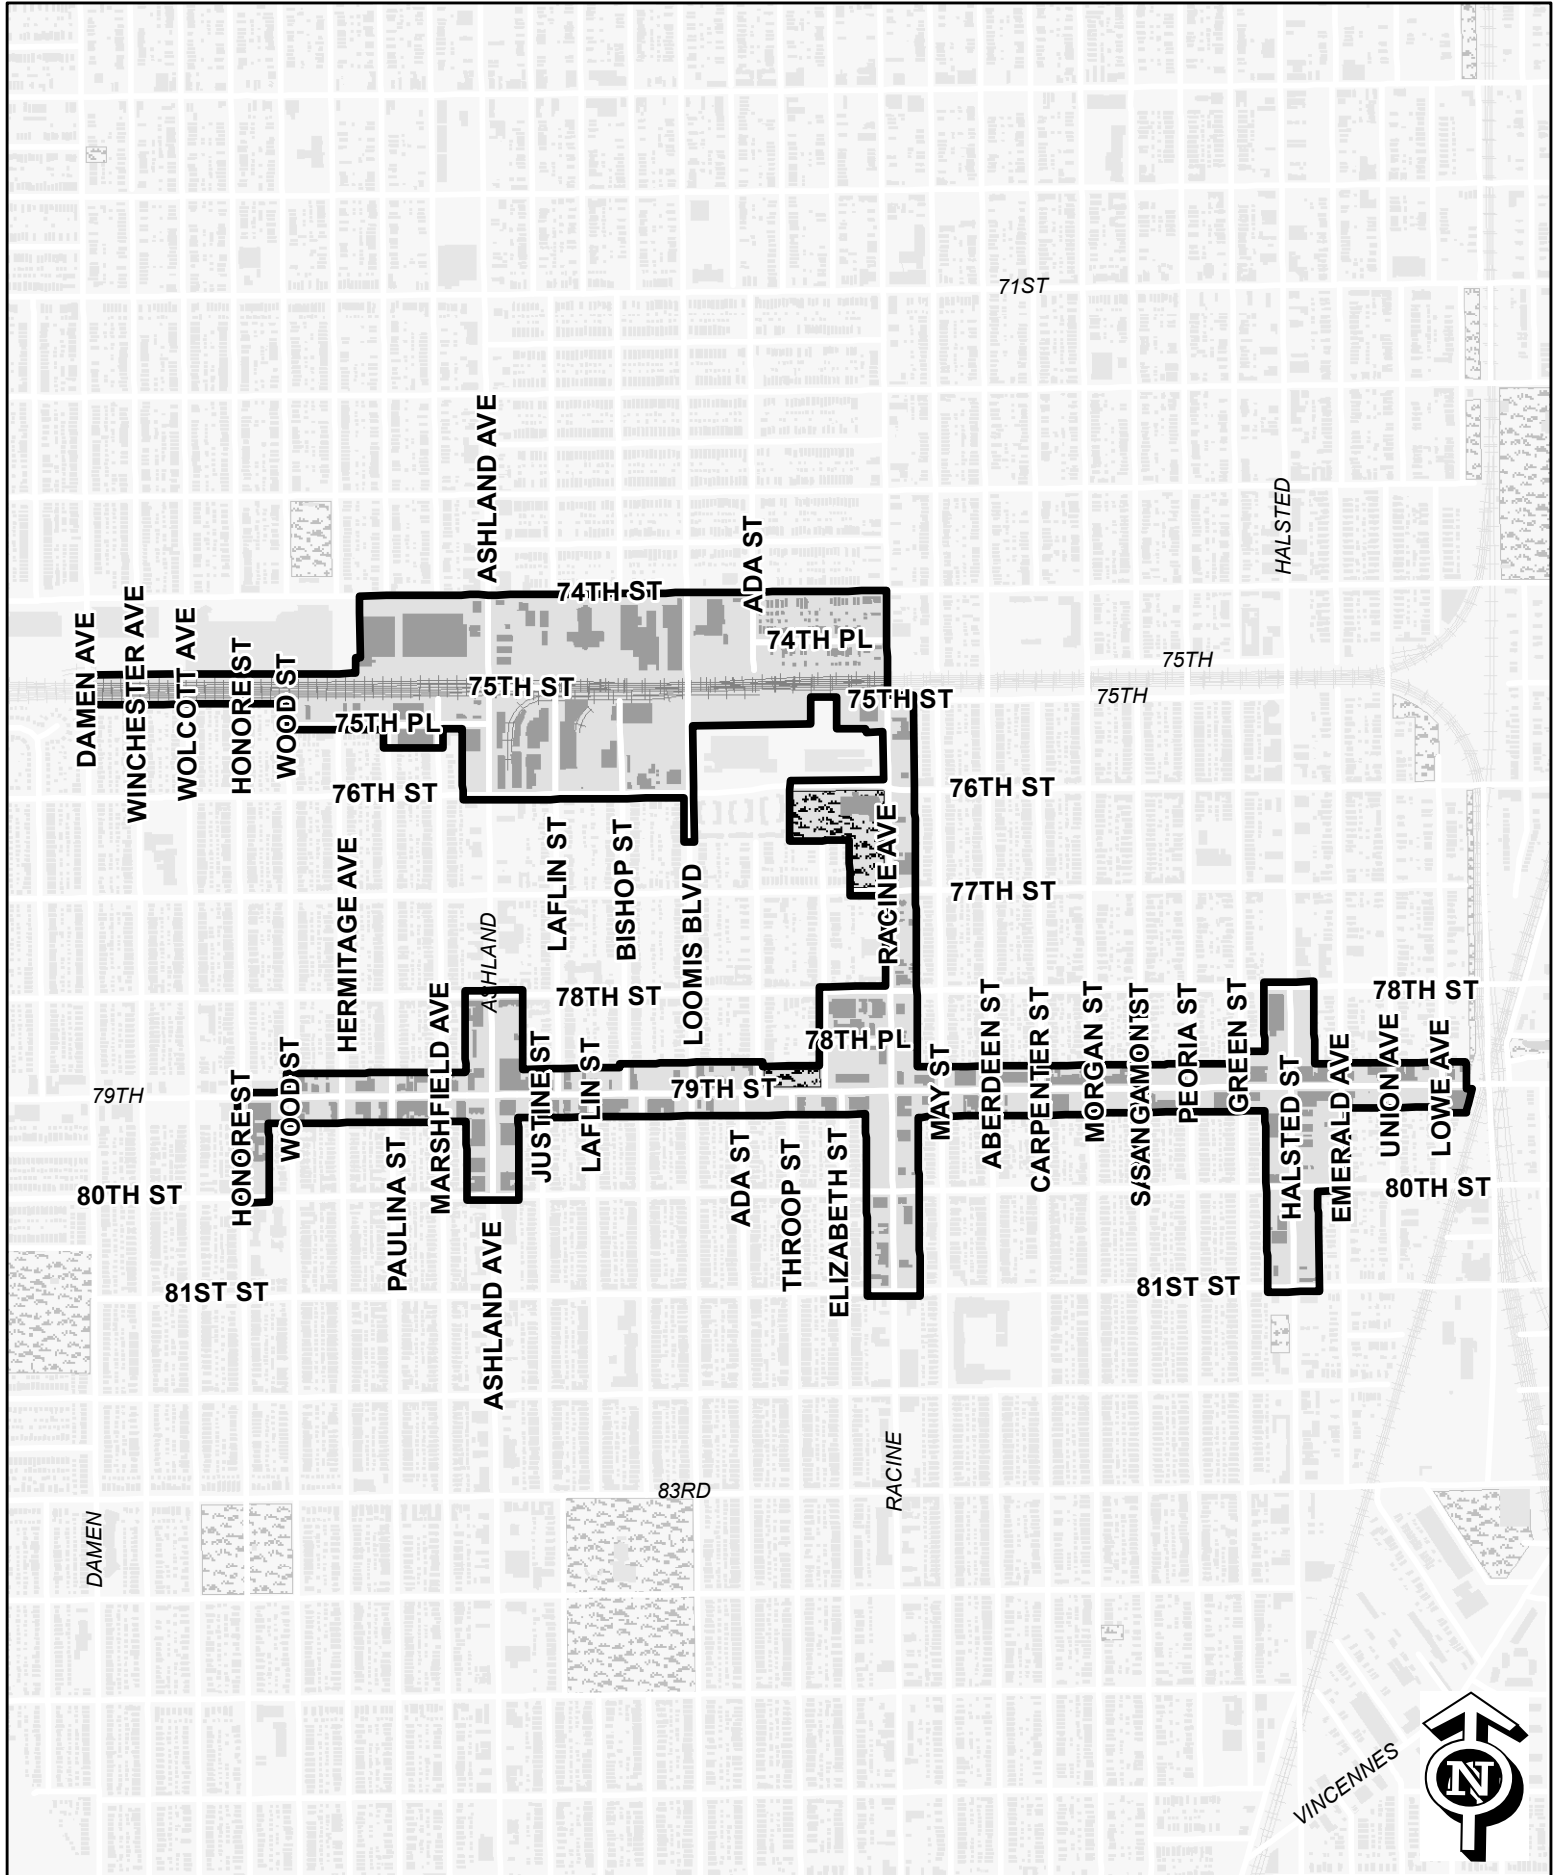 71ST
ASHLAND AVE
HALSTED
ADA ST
74TH ST
74TH PL
75TH
75TH
DAMEN AVE
WINCHESTER AVE
WOLCOTT AVE
HONORE ST
WOOD ST
75TH ST
75TH ST
75TH PL
76TH ST
76TH ST
HERMITAGE AVE
LAFLIN ST
BISHOP ST
LOOMIS BLVD
RACINE AVE
77TH ST
ASHLAND
78TH ST
78TH ST
78TH PL
79TH
79TH ST
HONORE ST
WOOD ST
PAULINA ST
MARSHFIELD AVE
JUSTINE ST
LAFLIN ST
ADA ST
THROOP ST
ELIZABETH ST
MAY ST
ABERDEEN ST
CARPENTER ST
MORGAN ST
SANGAMON ST
PEORIA ST
GREEN ST
HALSTED ST
EMERALD AVE
UNION AVE
LOWE AVE
80TH ST
80TH ST
81ST ST
81ST ST
ASHLAND AVE
RACINE
83RD
DAMEN
VINCENNES
N